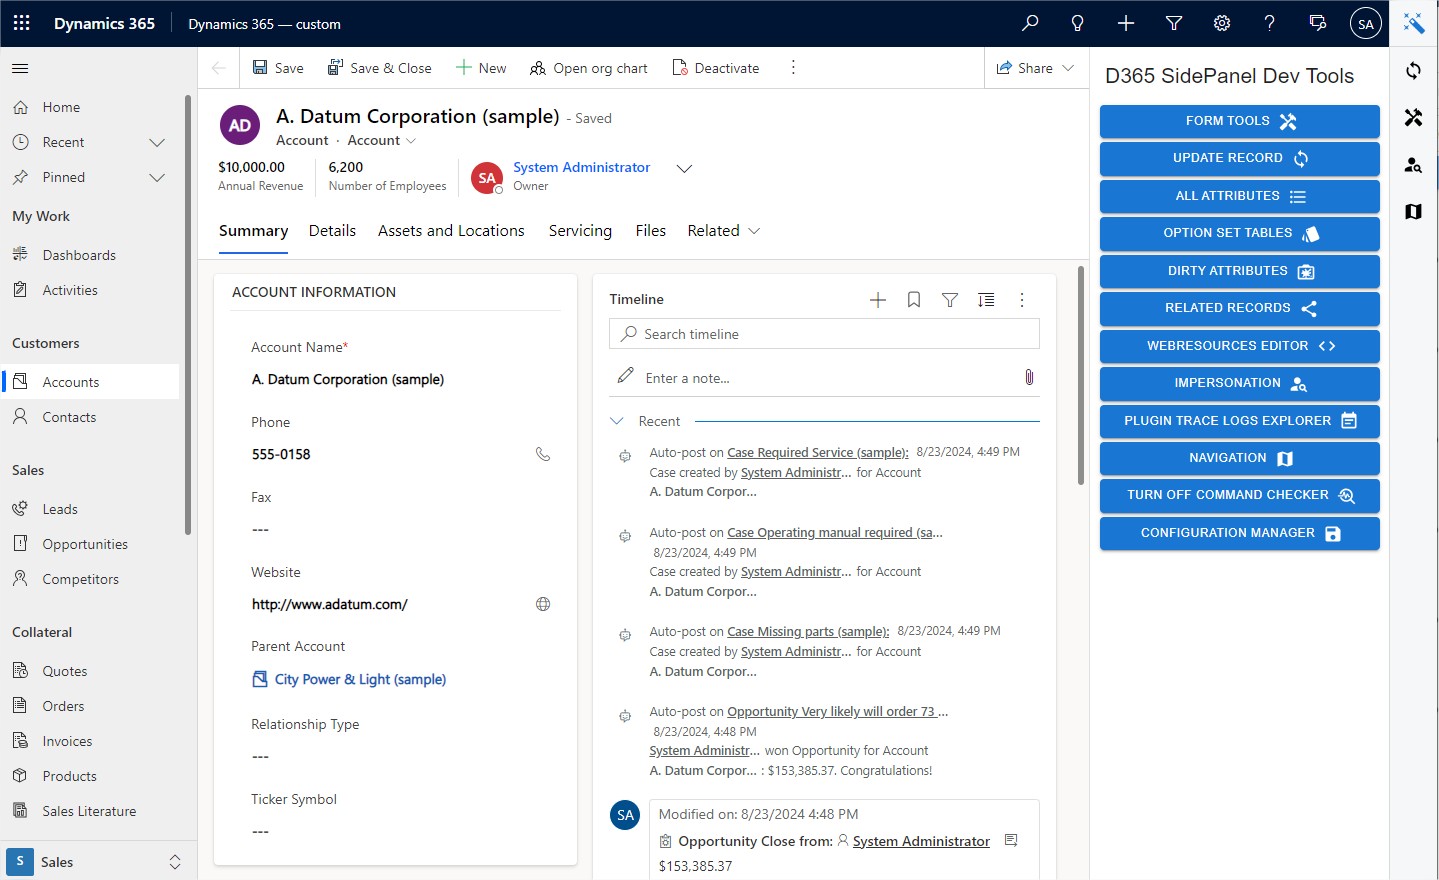 Dynamics 365
Dynamics 365 — custom
SA
Home
Recent
Pinned
My Work
Dashboards
Activities
Customers
Accounts
Contacts
Sales
Leads
Opportunities
Competitors
Collateral
Quotes
Orders
Invoices
Products
Sales Literature
S Sales
Save
Save & Close
New
Open org chart
Deactivate
Share
AD
A. Datum Corporation (sample) - Saved
Account · Account
$10,000.00
Annual Revenue
6,200
Number of Employees
SA
System Administrator
Owner
Summary
Details
Assets and Locations
Servicing
Files
Related
ACCOUNT INFORMATION
Account Name*
A. Datum Corporation (sample)
Phone
555-0158
Fax
---
Website
http://www.adatum.com/
Parent Account
City Power & Light (sample)
Relationship Type
---
Ticker Symbol
---
Timeline
Search timeline
Enter a note...
Recent
Auto-post on Case Required Service (sample): 8/23/2024, 4:49 PM
Case created by System Administr... for Account
A. Datum Corpor...
Auto-post on Case Operating manual required (sa...
8/23/2024, 4:49 PM
Case created by System Administr... for Account
A. Datum Corpor...
Auto-post on Case Missing parts (sample): 8/23/2024, 4:49 PM
Case created by System Administr... for Account
A. Datum Corpor...
Auto-post on Opportunity Very likely will order 73 ...
8/23/2024, 4:48 PM
System Administr... won Opportunity for Account
A. Datum Corpor... : $153,385.37. Congratulations!
SA
Modified on: 8/23/2024 4:48 PM
Opportunity Close from: System Administrator
$153,385.37
D365 SidePanel Dev Tools
FORM TOOLS
UPDATE RECORD
ALL ATTRIBUTES
OPTION SET TABLES
DIRTY ATTRIBUTES
RELATED RECORDS
WEBRESOURCES EDITOR
IMPERSONATION
PLUGIN TRACE LOGS EXPLORER
NAVIGATION
TURN OFF COMMAND CHECKER
CONFIGURATION MANAGER